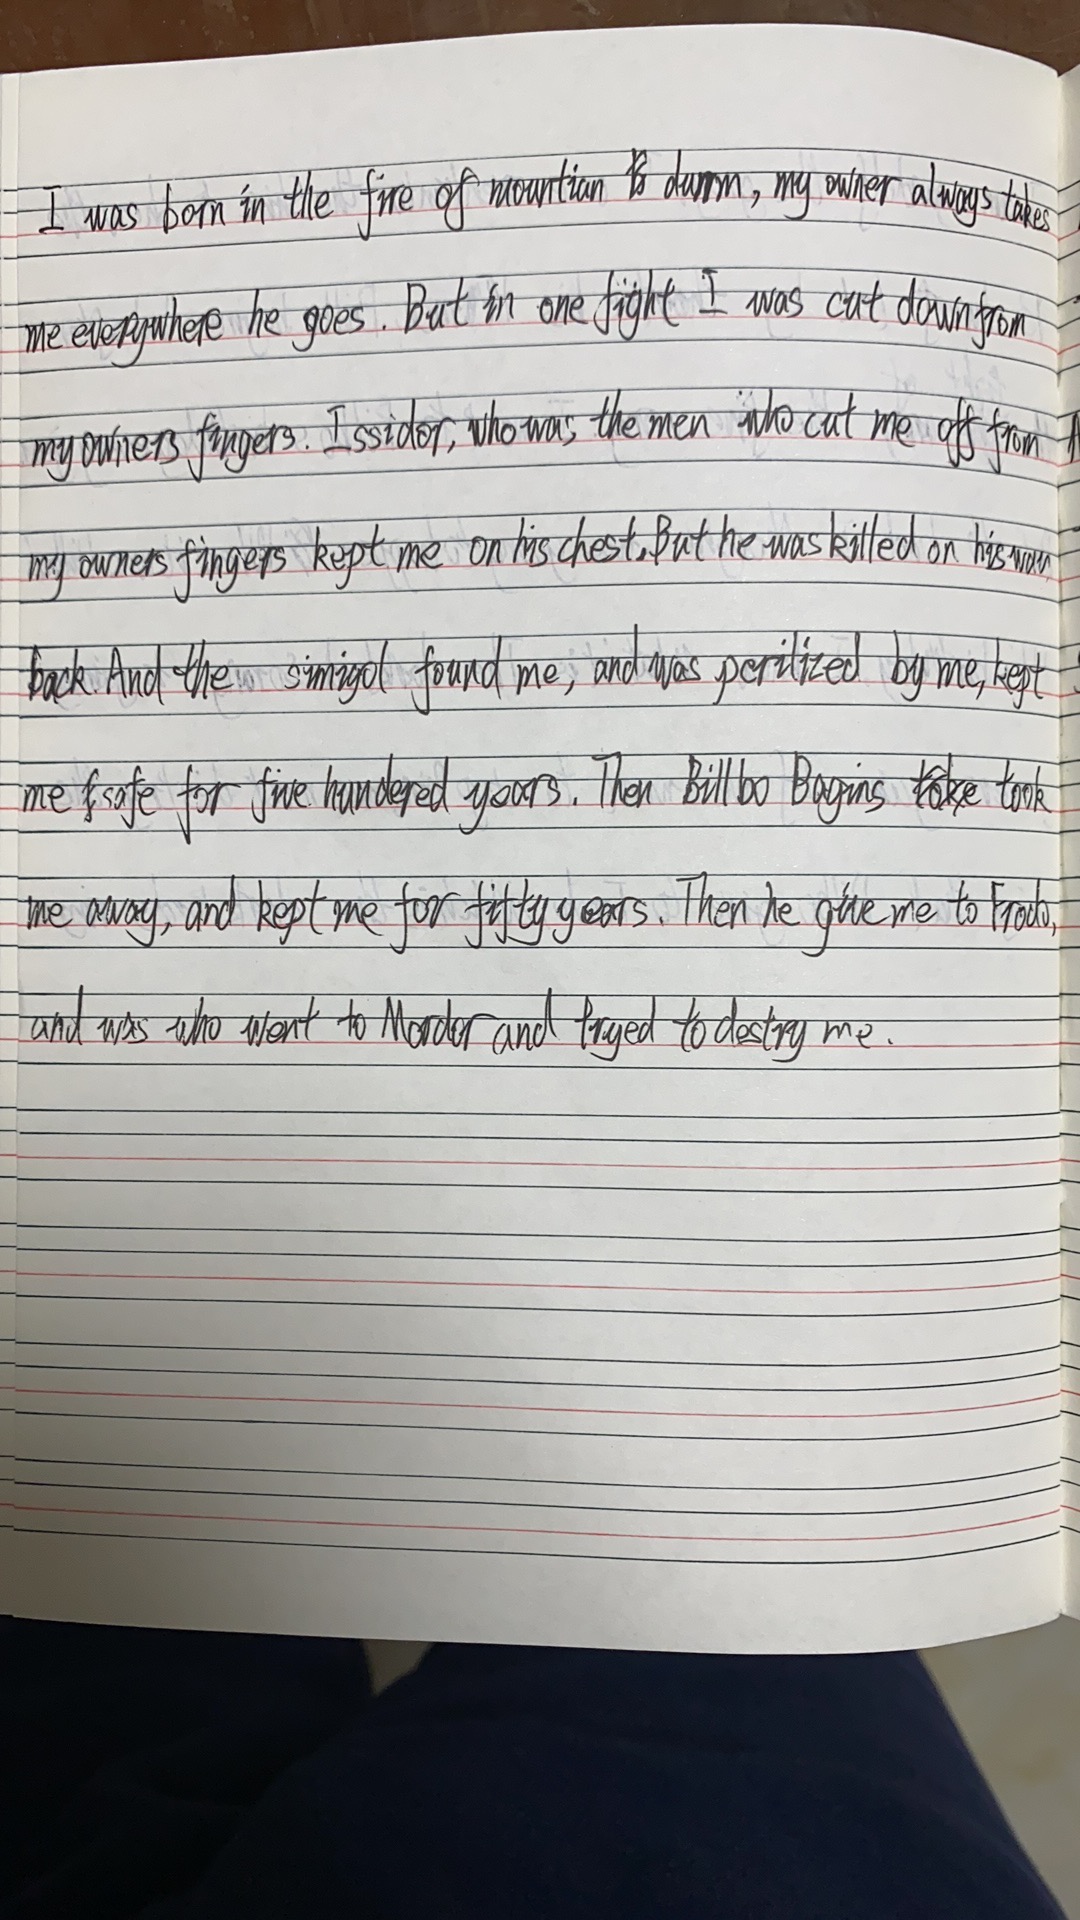 I was born in the fire of mountian dumm, my owner always takes
me everywhere he goes. But in one fight I was cut down from
my owners fingers. Issidor, who was the men who cut me off from
my owners fingers kept me on his chest, But he was killed on his way
back. And the simigol found me, and was perilized by me, kept
me safe for five hundered years. Then Billbo Bagins take took
me away, and kept me for fifty years. Then he give me to Frodo,
and was who went to Mordor and tryed to destry me.